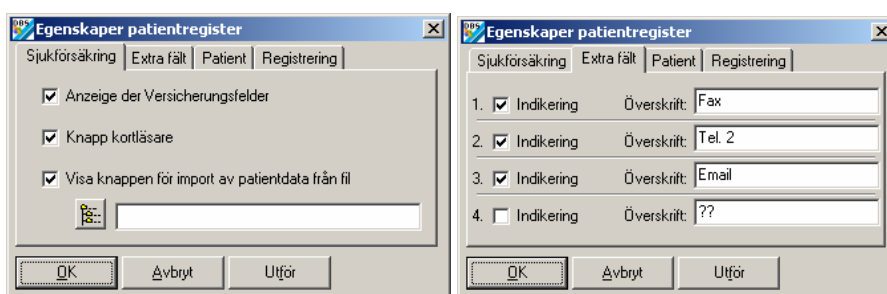 DBS Egenskaper patientregister
Sjukförsäkring Extra fält Patient Registrering
Anzeige der Versicherungsfelder
Knapp kortläsare
Visa knappen för import av patientdata från fil
OK Avbryt Utför
DBS Egenskaper patientregister
Sjukförsäkring Extra fält Patient Registrering
1. Indikering Överskrift: Fax
2. Indikering Överskrift: Tel. 2
3. Indikering Överskrift: Email
4. Indikering Överskrift: ??
OK Avbryt Utför